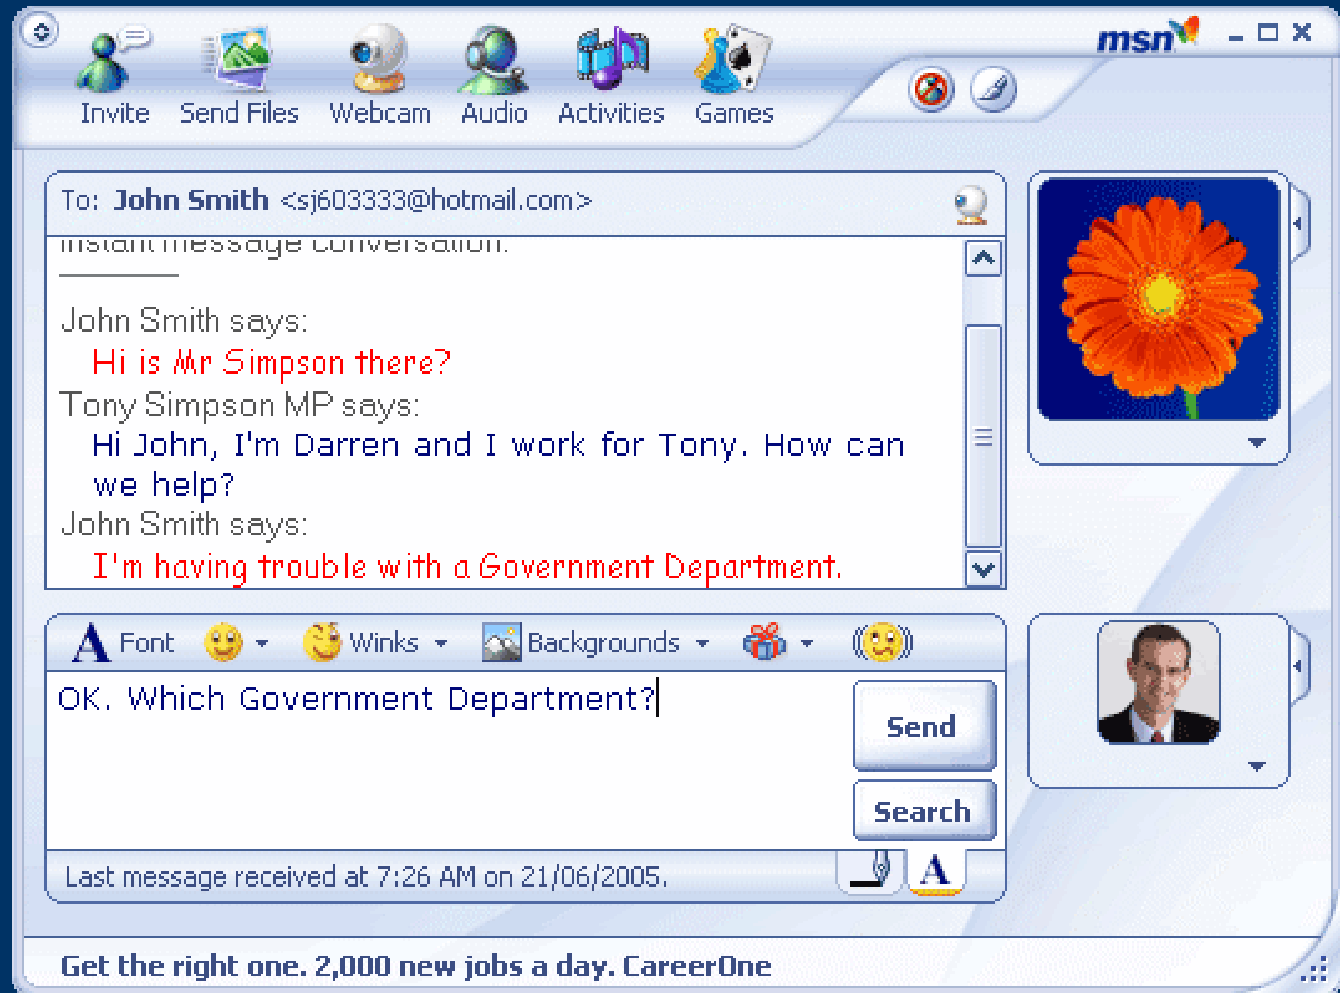 msn
Invite Send Files Webcam Audio Activities Games
To: John Smith <sj603333@hotmail.com>
instant message conversation.
John Smith says:
Hi is Mr Simpson there?
Tony Simpson MP says:
Hi John, I'm Darren and I work for Tony. How can
we help?
John Smith says:
I'm having trouble with a Government Department.
A Font Winks Backgrounds
OK. Which Government Department?
Send
Search
Last message received at 7:26 AM on 21/06/2005.
A
Get the right one. 2,000 new jobs a day. CareerOne